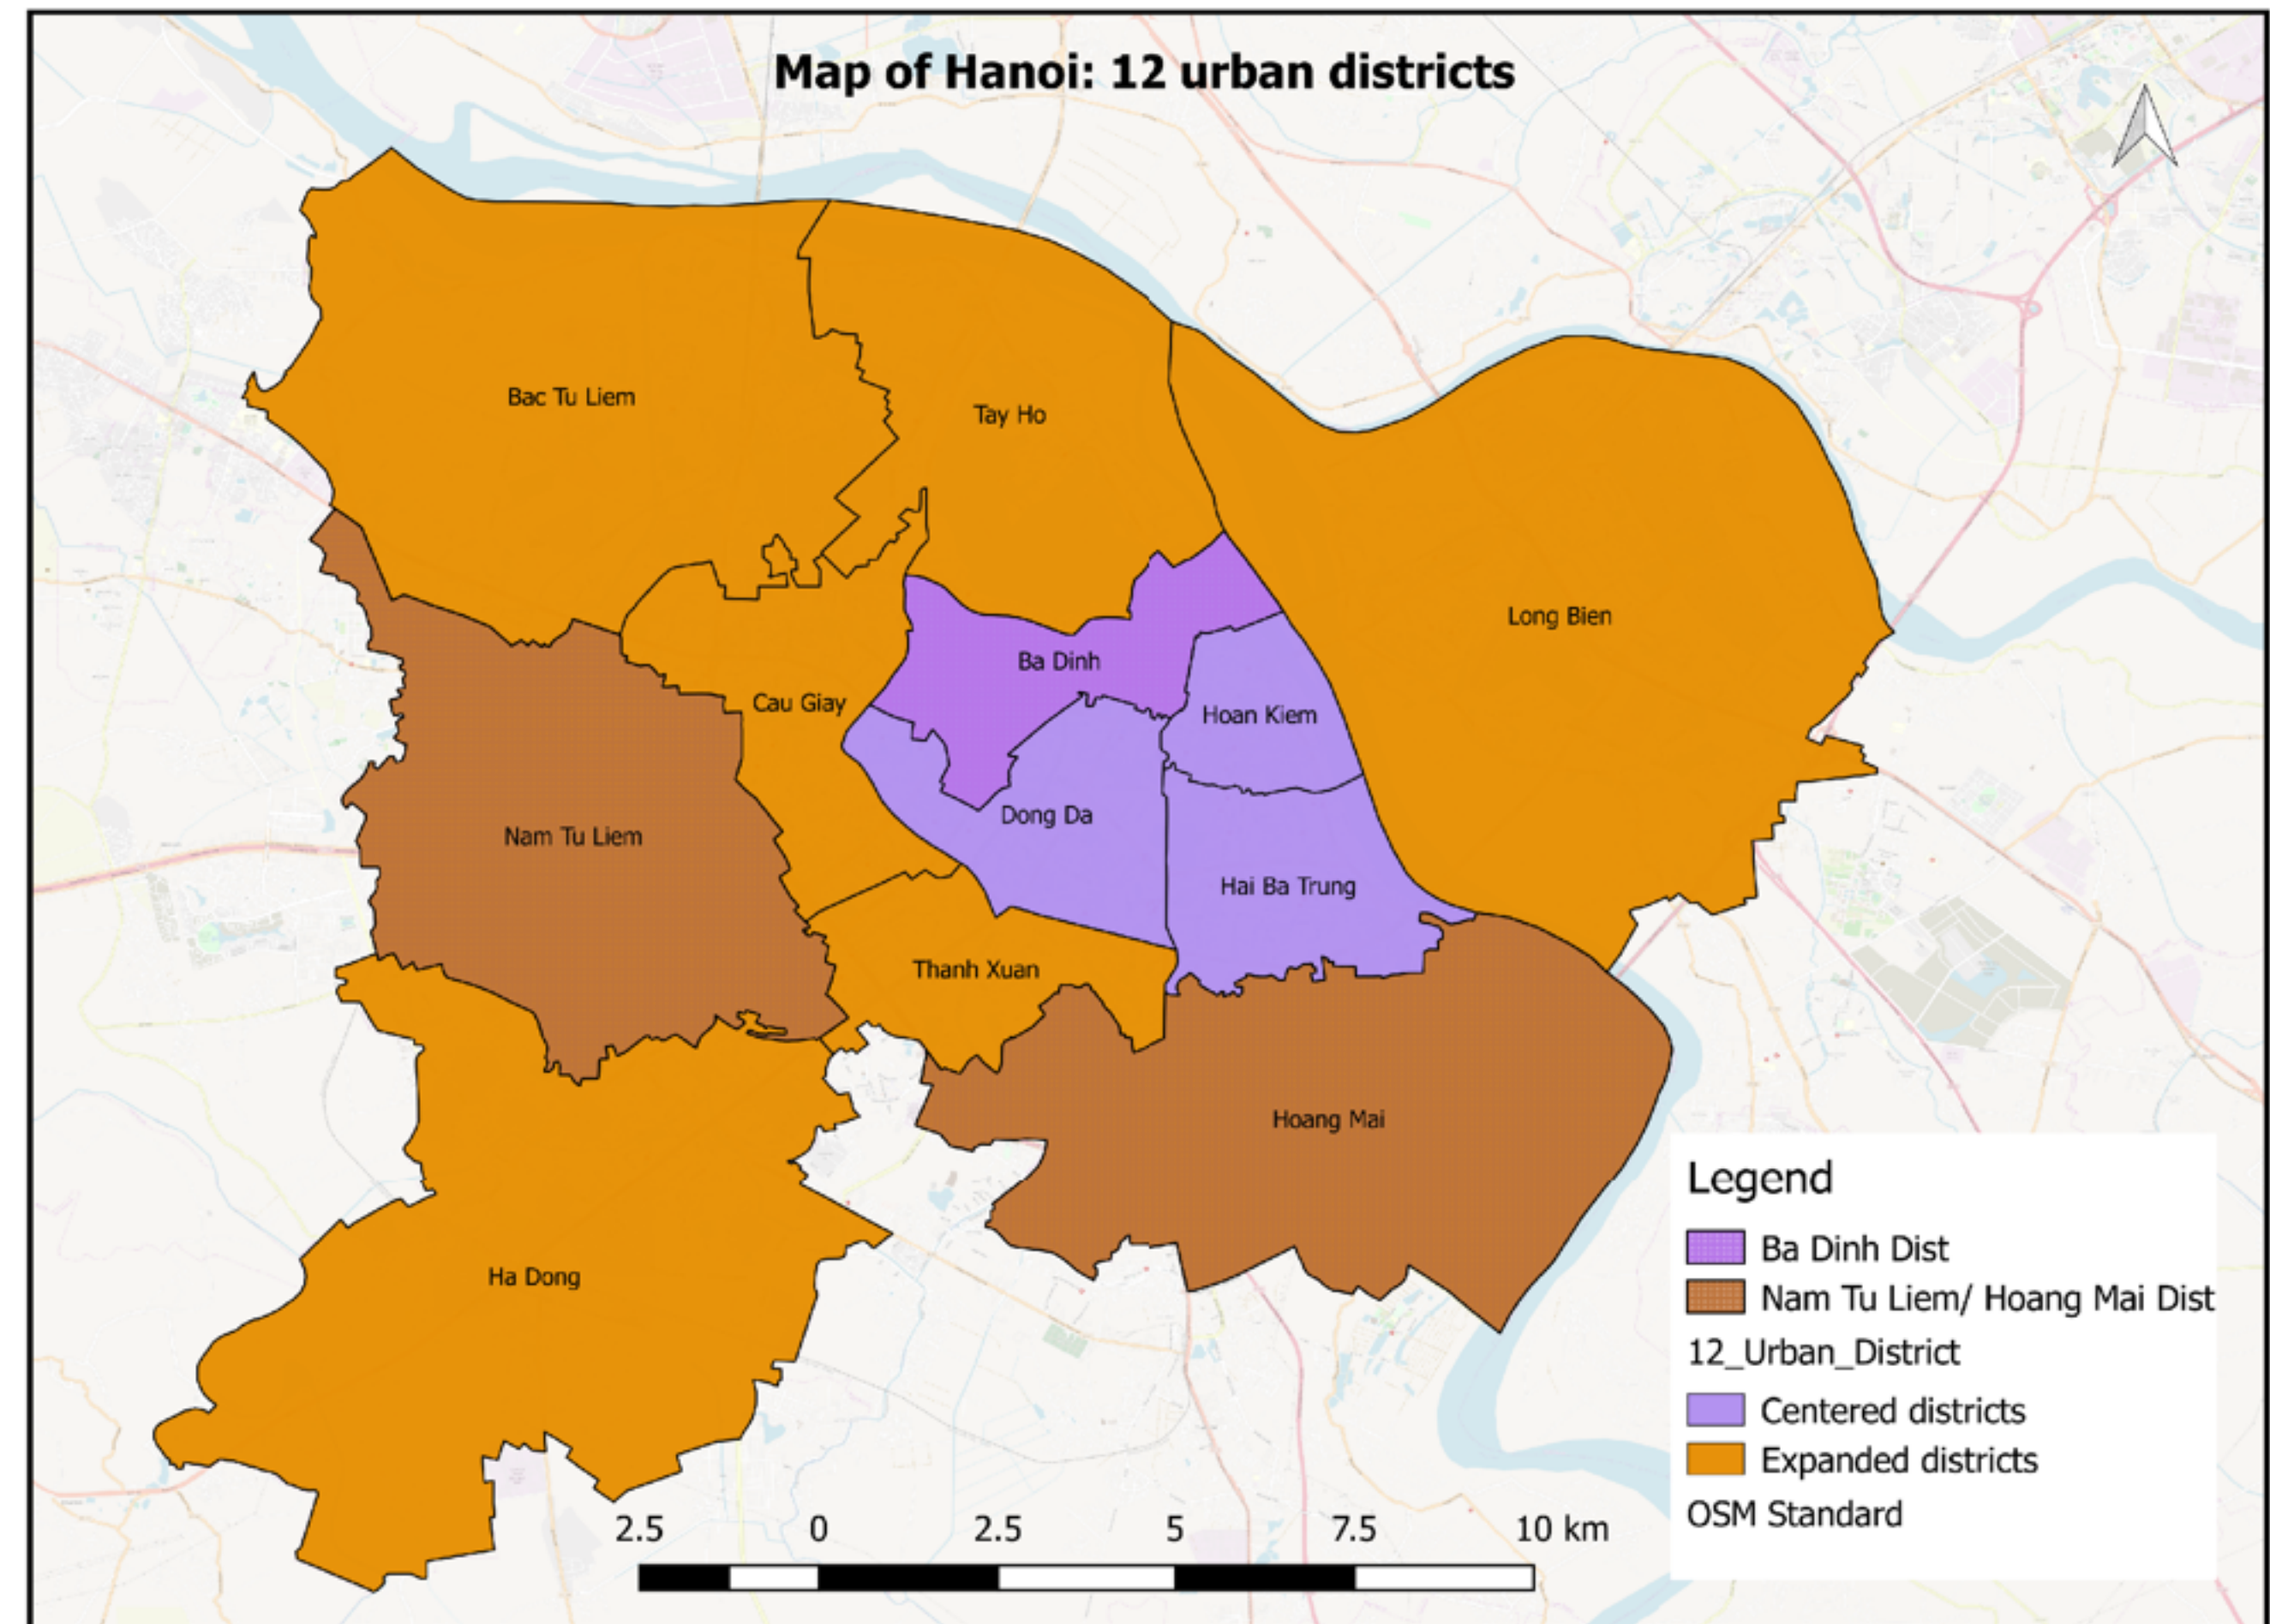 Map of Hanoi: 12 urban districts
Bac Tu Liem
Tay Ho
Long Bien
Ba Dinh
Cau Giay
Hoan Kiem
Nam Tu Liem
Dong Da
Hai Ba Trung
Thanh Xuan
Hoang Mai
Ha Dong
Legend
Ba Dinh Dist
Nam Tu Liem/ Hoang Mai Dist
12_Urban_District
Centered districts
Expanded districts
OSM Standard
2.5 0 2.5 5 7.5 10 km